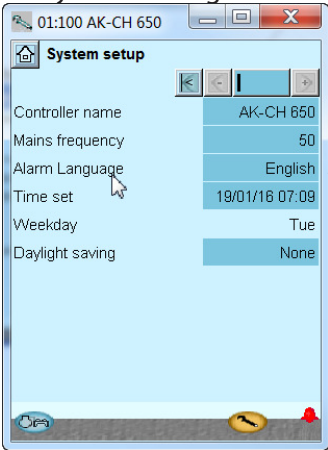 01:100 AK-CH 650
System setup
Controller name AK-CH 650
Mains frequency 50
Alarm Language English
Time set 19/01/16 07:09
Weekday Tue
Daylight saving None